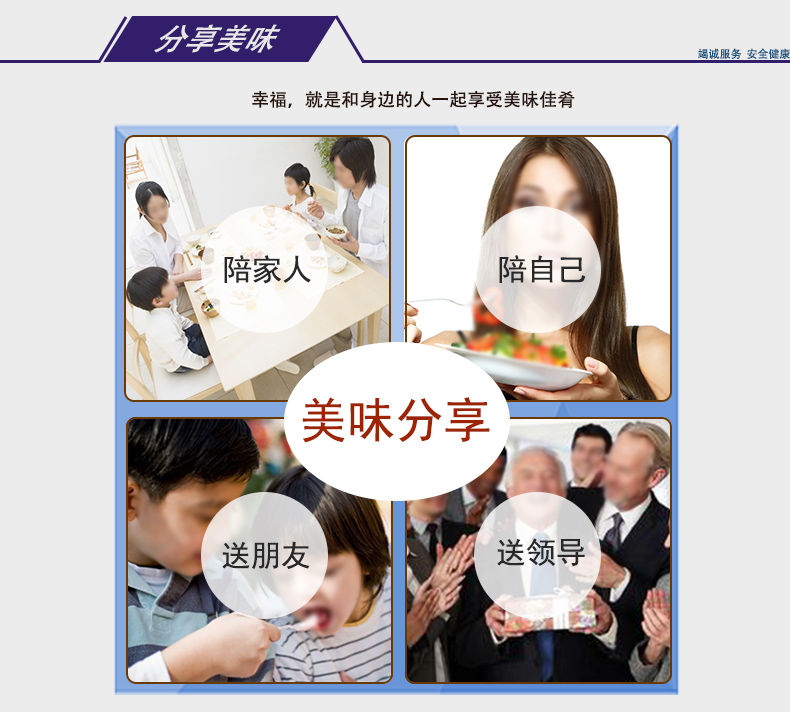 分享美味
竭诚服务 安全健康
幸福，就是和身边的人一起享受美味佳肴
陪家人
陪自己
美味分享
送朋友
送领导